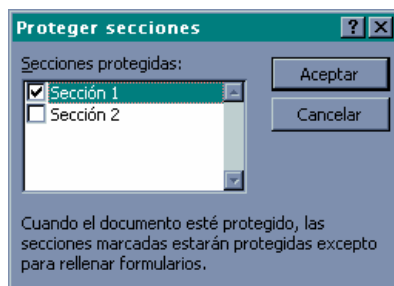 Proteger secciones
Secciones protegidas:
Aceptar
Sección 1
Sección 2
Cancelar
Cuando el documento esté protegido, las
secciones marcadas estarán protegidas excepto
para rellenar formularios.